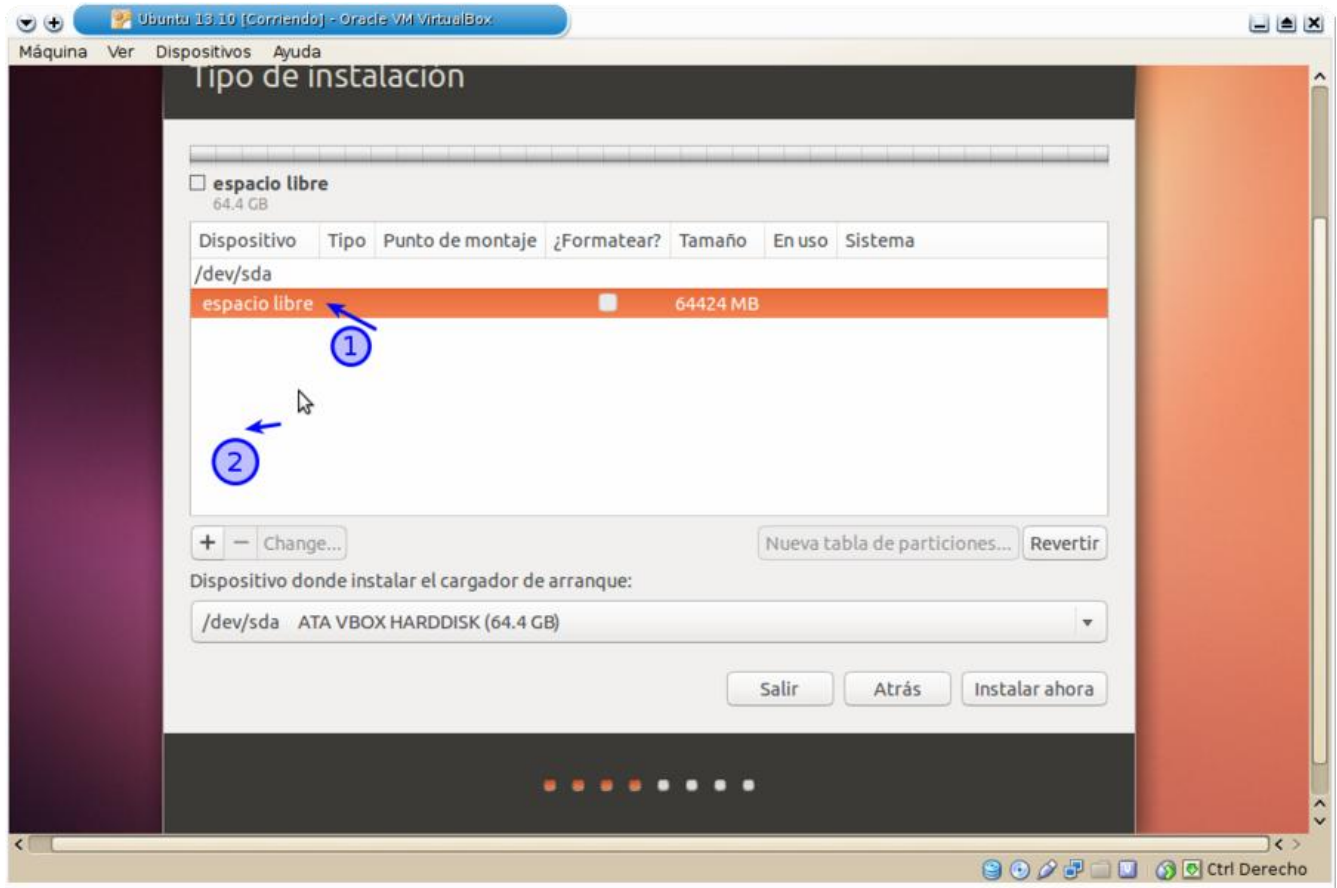 Ubuntu 13.10 [Corriendo] - Oracle VM VirtualBox
Máquina Ver Dispositivos Ayuda
Tipo de instalación
espacio libre
64.4 GB
Dispositivo Tipo Punto de montaje ¿Formatear? Tamaño En uso Sistema
/dev/sda
espacio libre 64424 MB
1
2
+ − Change... Nueva tabla de particiones... Revertir
Dispositivo donde instalar el cargador de arranque:
/dev/sda ATA VBOX HARDDISK (64.4 GB)
Salir Atrás Instalar ahora
Ctrl Derecho